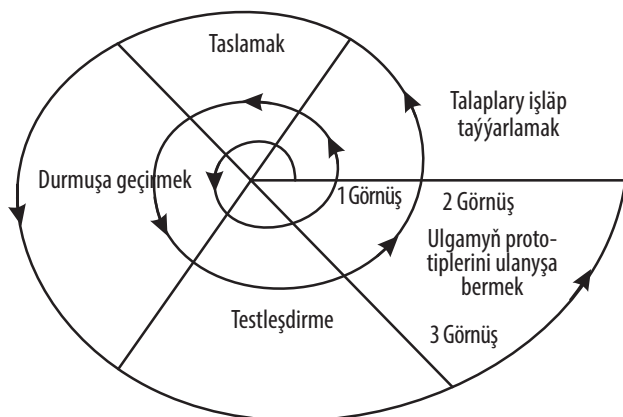 Taslamak
Talaplary işläp
taýýarlamak
Durmuşa geçirmek
1 Görnüş
2 Görnüş
Ulgamyň proto-
tiplerini ulanyşa
bermek
Testleşdirme
3 Görnüş